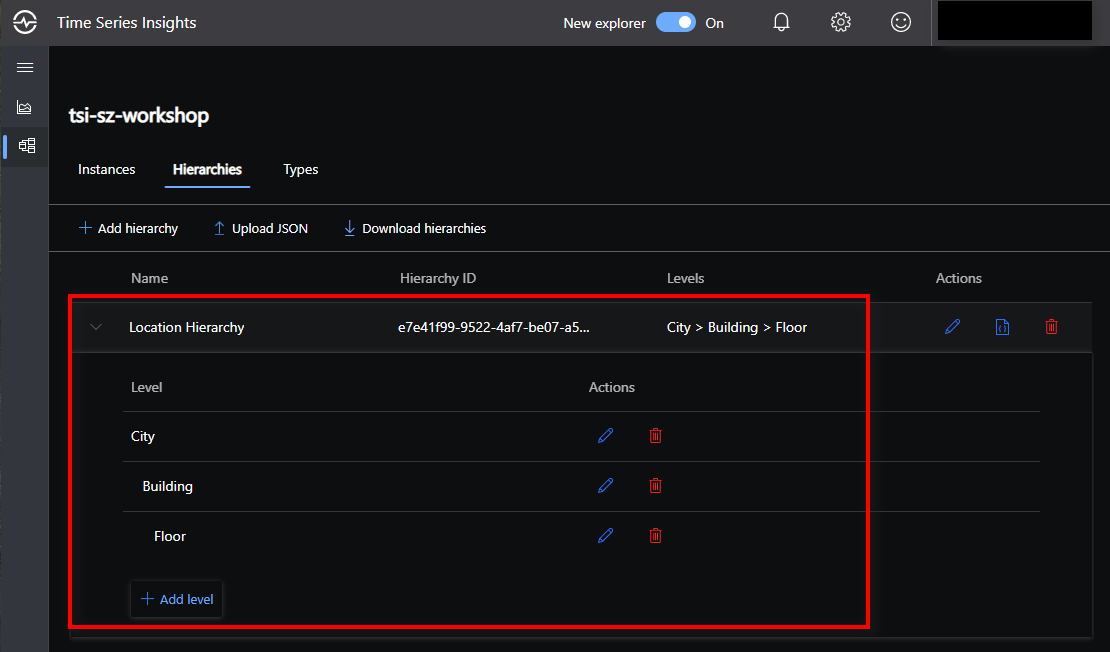 Time Series Insights
New explorer On
tsi-sz-workshop
Instances Hierarchies Types
Add hierarchy Upload JSON Download hierarchies
Name Hierarchy ID Levels Actions
Location Hierarchy e7e41f99-9522-4af7-be07-a5... City > Building > Floor
Level Actions
City
Building
Floor
Add level